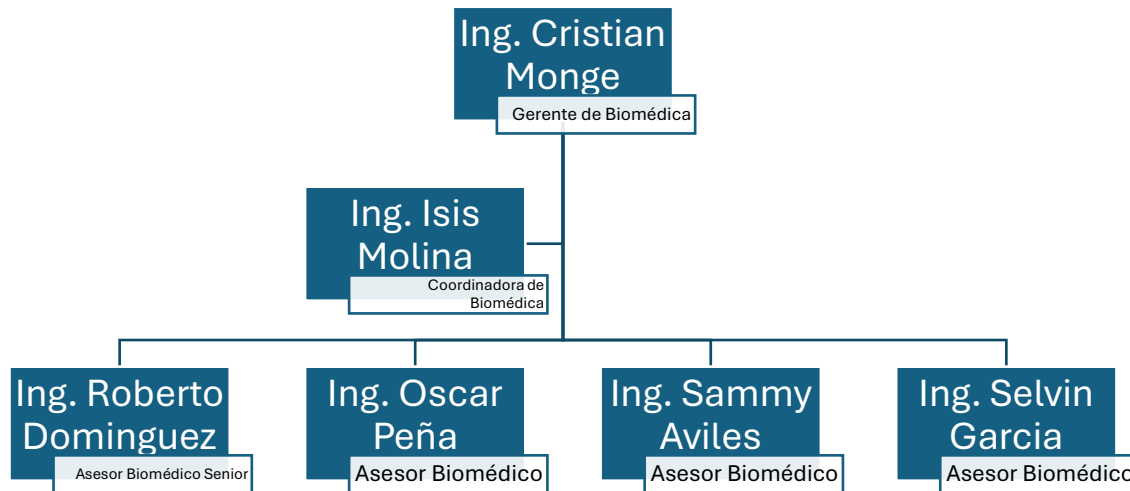 Ing. Cristian
Monge
Gerente de Biomédica
Ing. Isis
Molina
Coordinadora de
Biomédica
Ing. Roberto
Dominguez
Asesor Biomédico Senior
Ing. Oscar
Peña
Asesor Biomédico
Ing. Sammy
Aviles
Asesor Biomédico
Ing. Selvin
Garcia
Asesor Biomédico